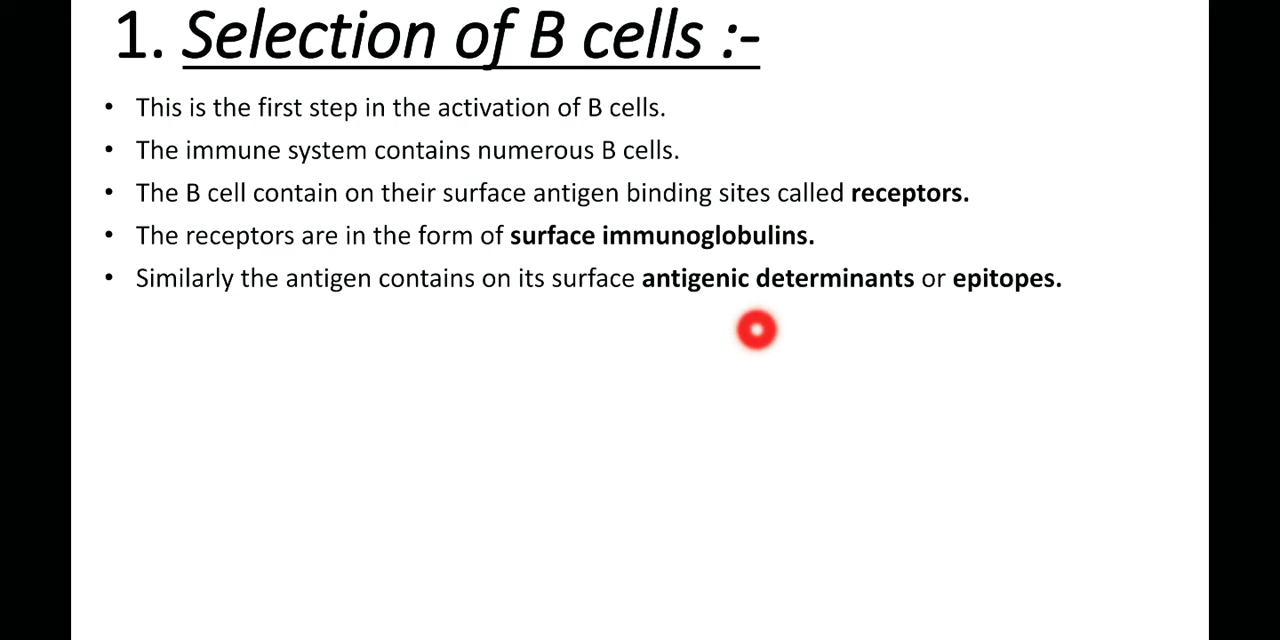 1. Selection of B cells :-
• This is the first step in the activation of B cells.
• The immune system contains numerous B cells.
• The B cell contain on their surface antigen binding sites called receptors.
• The receptors are in the form of surface immunoglobulins.
• Similarly the antigen contains on its surface antigenic determinants or epitopes.